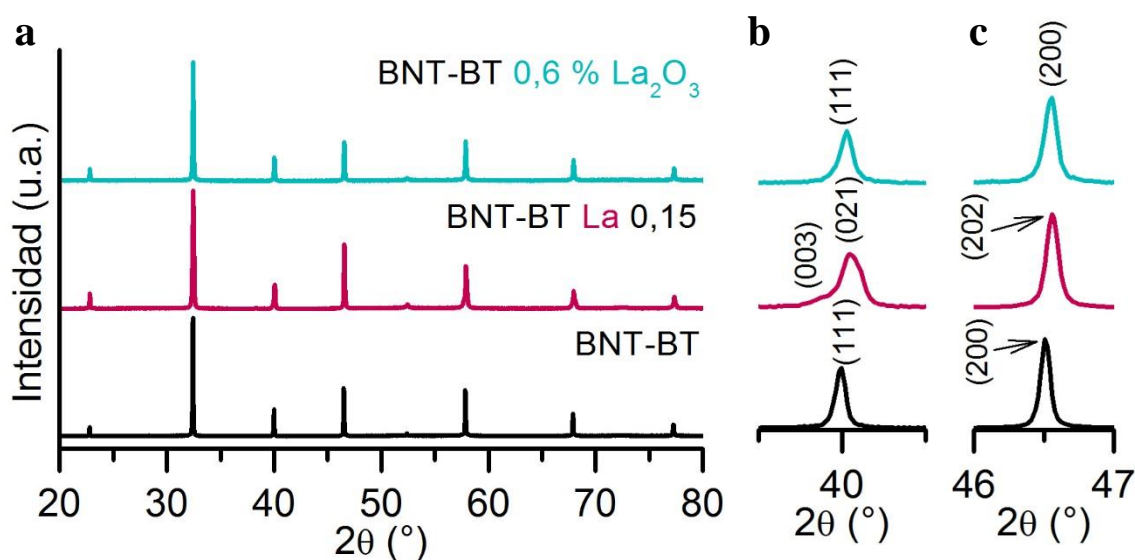 a
BNT-BT 0,6 % La₂O₃
BNT-BT La 0,15
BNT-BT
Intensidad (u.a.)
20 30 40 50 60 70 80
2θ (°)
b
(111)
(003)
(021)
(111)
40
2θ (°)
c
(200)
(202)
(200)
46 47
2θ (°)